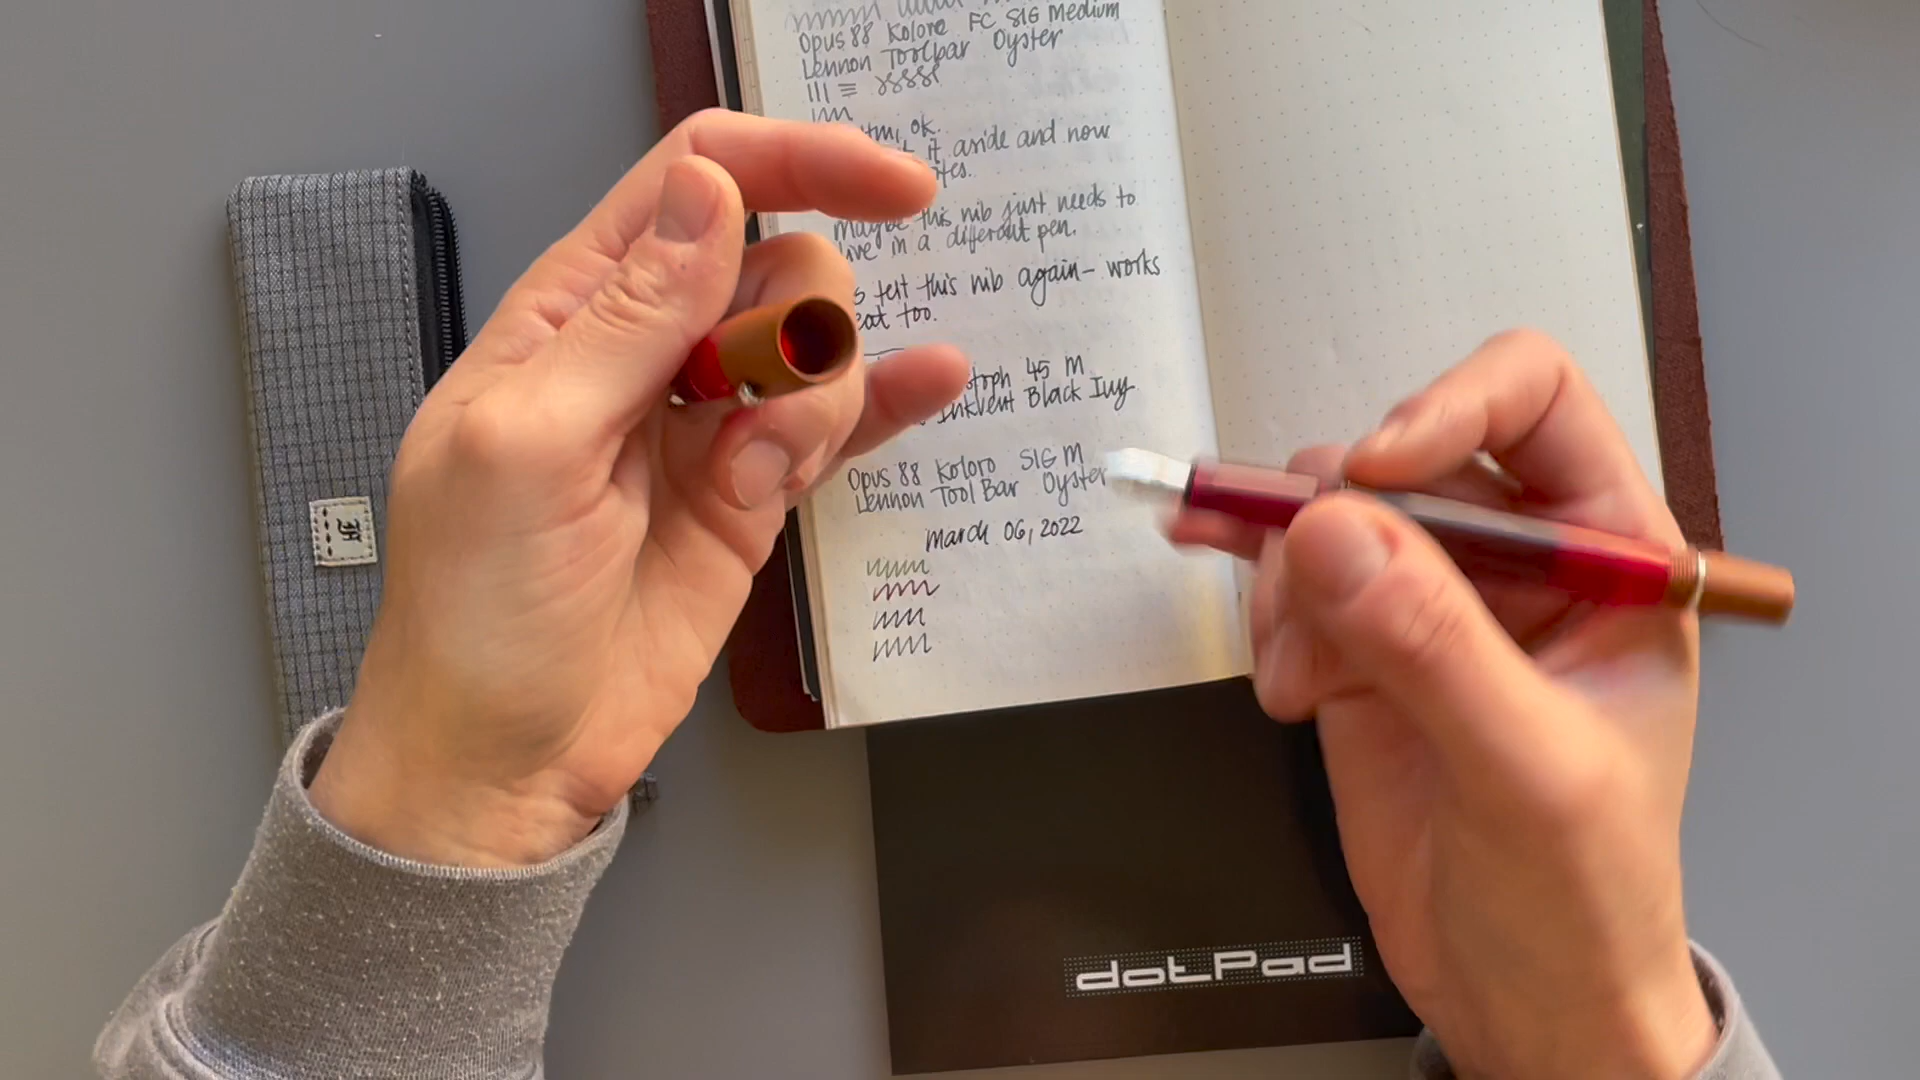 Opus 88 Koloro FC SIG Medium
Lennon Toolbar Oyster
ok.
it aside and now
maybe this nib just needs to
live in a different pen.
test this nib again- works
too.
45 M
Inkvent Black Ivy
Opus 88 Koloro SIG M
Lennon Tool Bar Oyster
March 06, 2022
dotPad